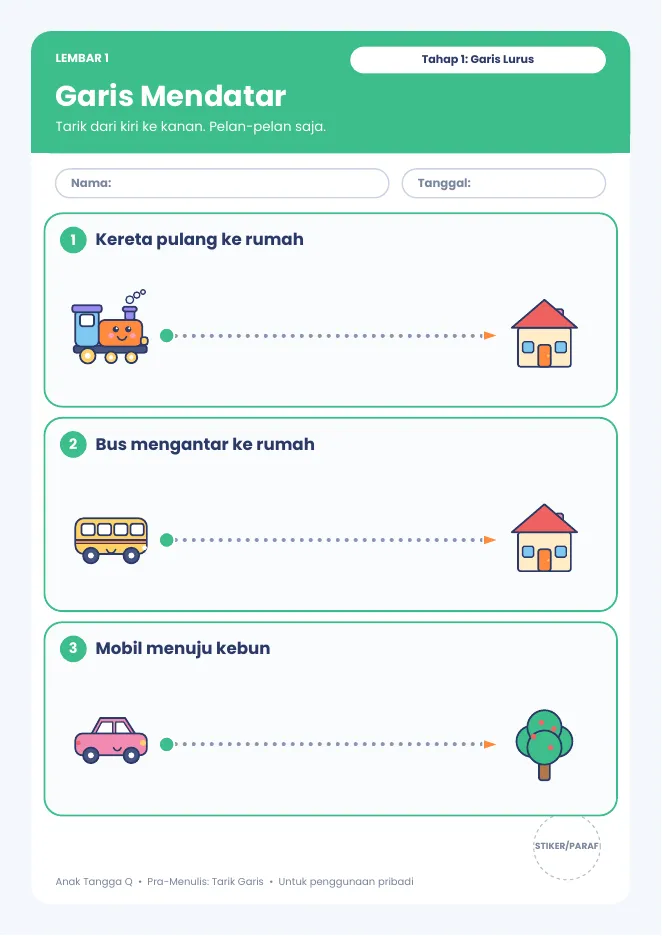 LEMBAR 1
Tahap 1: Garis Lurus
Garis Mendatar
Tarik dari kiri ke kanan. Pelan-pelan saja.
Nama:
Tanggal:
1 Kereta pulang ke rumah
2 Bus mengantar ke rumah
3 Mobil menuju kebun
STIKER/PARAF
Anak Tangga Q • Pra-Menulis: Tarik Garis • Untuk penggunaan pribadi